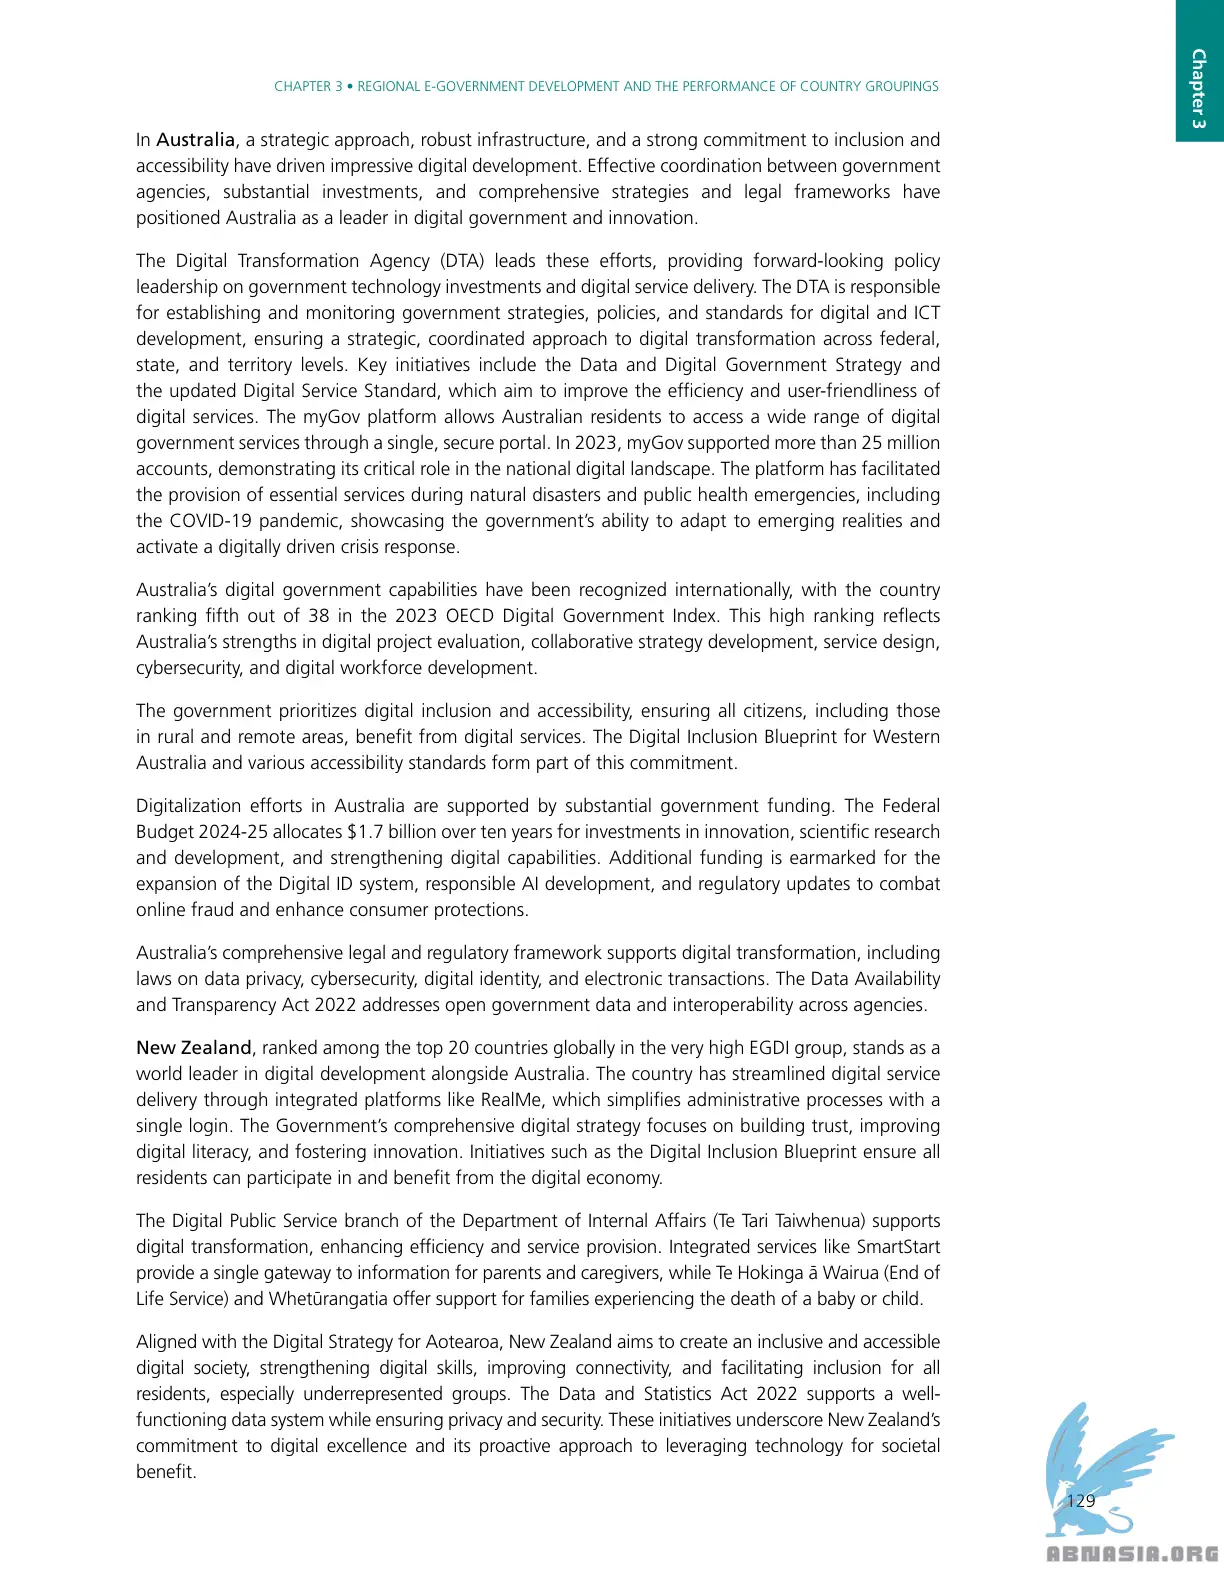 Chapter 3
CHAPTER 3 • REGIONAL E-GOVERNMENT DEVELOPMENT AND THE PERFORMANCE OF COUNTRY GROUPINGS
In Australia, a strategic approach, robust infrastructure, and a strong commitment to inclusion and
accessibility have driven impressive digital development. Effective coordination between government
agencies, substantial investments, and comprehensive strategies and legal frameworks have
positioned Australia as a leader in digital government and innovation.
The Digital Transformation Agency (DTA) leads these efforts, providing forward-looking policy
leadership on government technology investments and digital service delivery. The DTA is responsible
for establishing and monitoring government strategies, policies, and standards for digital and ICT
development, ensuring a strategic, coordinated approach to digital transformation across federal,
state, and territory levels. Key initiatives include the Data and Digital Government Strategy and
the updated Digital Service Standard, which aim to improve the efficiency and user-friendliness of
digital services. The myGov platform allows Australian residents to access a wide range of digital
government services through a single, secure portal. In 2023, myGov supported more than 25 million
accounts, demonstrating its critical role in the national digital landscape. The platform has facilitated
the provision of essential services during natural disasters and public health emergencies, including
the COVID-19 pandemic, showcasing the government's ability to adapt to emerging realities and
activate a digitally driven crisis response.
Australia's digital government capabilities have been recognized internationally, with the country
ranking fifth out of 38 in the 2023 OECD Digital Government Index. This high ranking reflects
Australia's strengths in digital project evaluation, collaborative strategy development, service design,
cybersecurity, and digital workforce development.
The government prioritizes digital inclusion and accessibility, ensuring all citizens, including those
in rural and remote areas, benefit from digital services. The Digital Inclusion Blueprint for Western
Australia and various accessibility standards form part of this commitment.
Digitalization efforts in Australia are supported by substantial government funding. The Federal
Budget 2024-25 allocates $1.7 billion over ten years for investments in innovation, scientific research
and development, and strengthening digital capabilities. Additional funding is earmarked for the
expansion of the Digital ID system, responsible AI development, and regulatory updates to combat
online fraud and enhance consumer protections.
Australia's comprehensive legal and regulatory framework supports digital transformation, including
laws on data privacy, cybersecurity, digital identity, and electronic transactions. The Data Availability
and Transparency Act 2022 addresses open government data and interoperability across agencies.
New Zealand, ranked among the top 20 countries globally in the very high EGDI group, stands as a
world leader in digital development alongside Australia. The country has streamlined digital service
delivery through integrated platforms like RealMe, which simplifies administrative processes with a
single login. The Government's comprehensive digital strategy focuses on building trust, improving
digital literacy, and fostering innovation. Initiatives such as the Digital Inclusion Blueprint ensure all
residents can participate in and benefit from the digital economy.
The Digital Public Service branch of the Department of Internal Affairs (Te Tari Taiwhenua) supports
digital transformation, enhancing efficiency and service provision. Integrated services like SmartStart
provide a single gateway to information for parents and caregivers, while Te Hokinga ā Wairua (End of
Life Service) and Whetūrangatia offer support for families experiencing the death of a baby or child.
Aligned with the Digital Strategy for Aotearoa, New Zealand aims to create an inclusive and accessible
digital society, strengthening digital skills, improving connectivity, and facilitating inclusion for all
residents, especially underrepresented groups. The Data and Statistics Act 2022 supports a well-
functioning data system while ensuring privacy and security. These initiatives underscore New Zealand's
commitment to digital excellence and its proactive approach to leveraging technology for societal
benefit.
129
ABNASIA.ORG